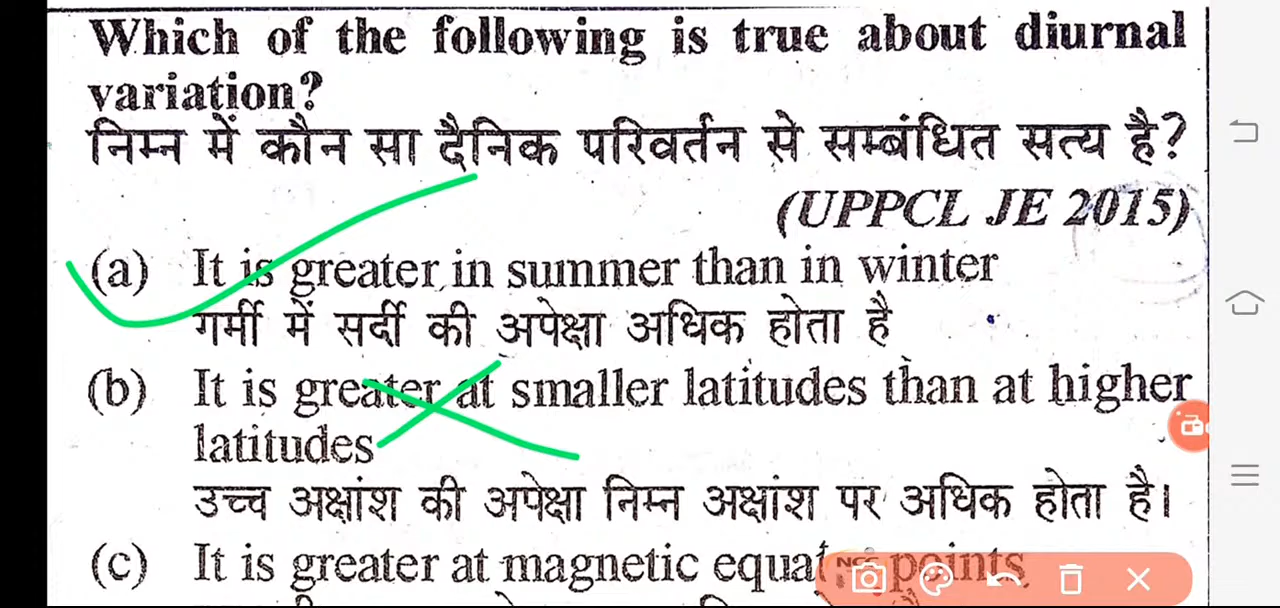 Which of the following is true about diurnal
variation?
निम्न में कौन सा दैनिक परिवर्तन से सम्बंधित सत्य है?
(UPPCL JE 2015)
(a) It is greater in summer than in winter
गर्मी में सर्दी की अपेक्षा अधिक होता है
(b) It is greater at smaller latitudes than at higher
latitudes
उच्च अक्षांश की अपेक्षा निम्न अक्षांश पर अधिक होता है।
(c) It is greater at magnetic points